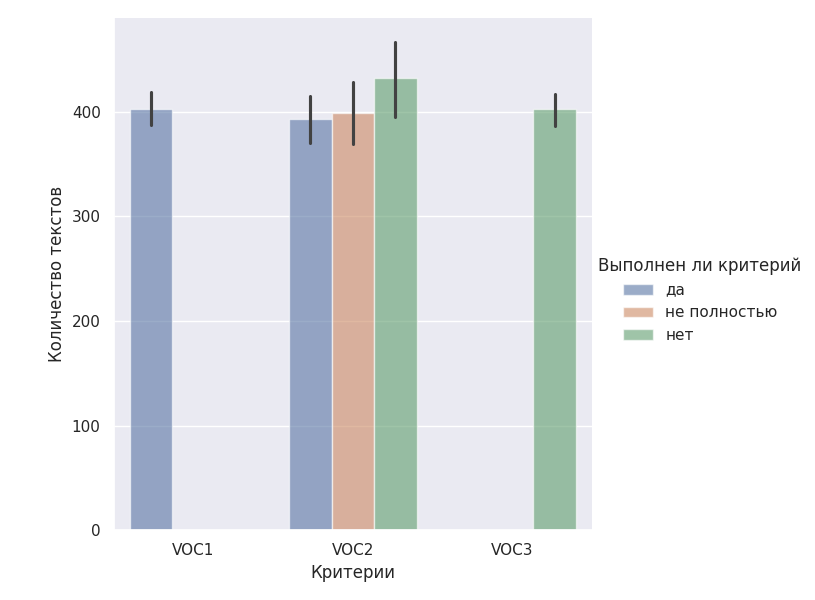 400
300
200
100
0
Количество текстов
VOC1 VOC2 VOC3
Критерии
Выполнен ли критерий
да
не полностью
нет